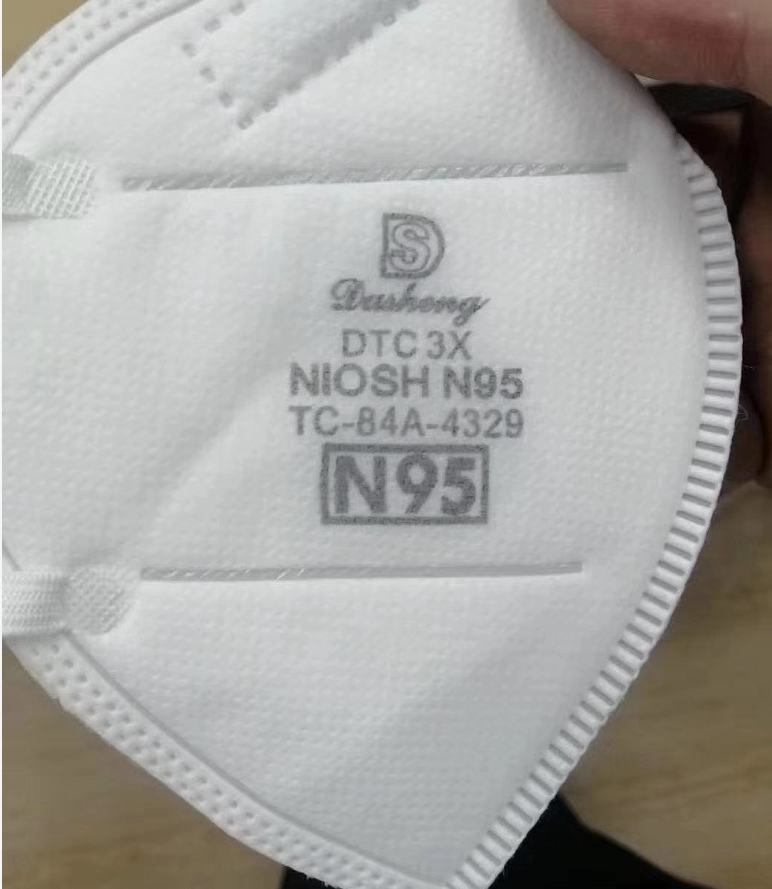 DS
Dasheng
DTC 3X
NIOSH N95
TC-84A-4329
N95